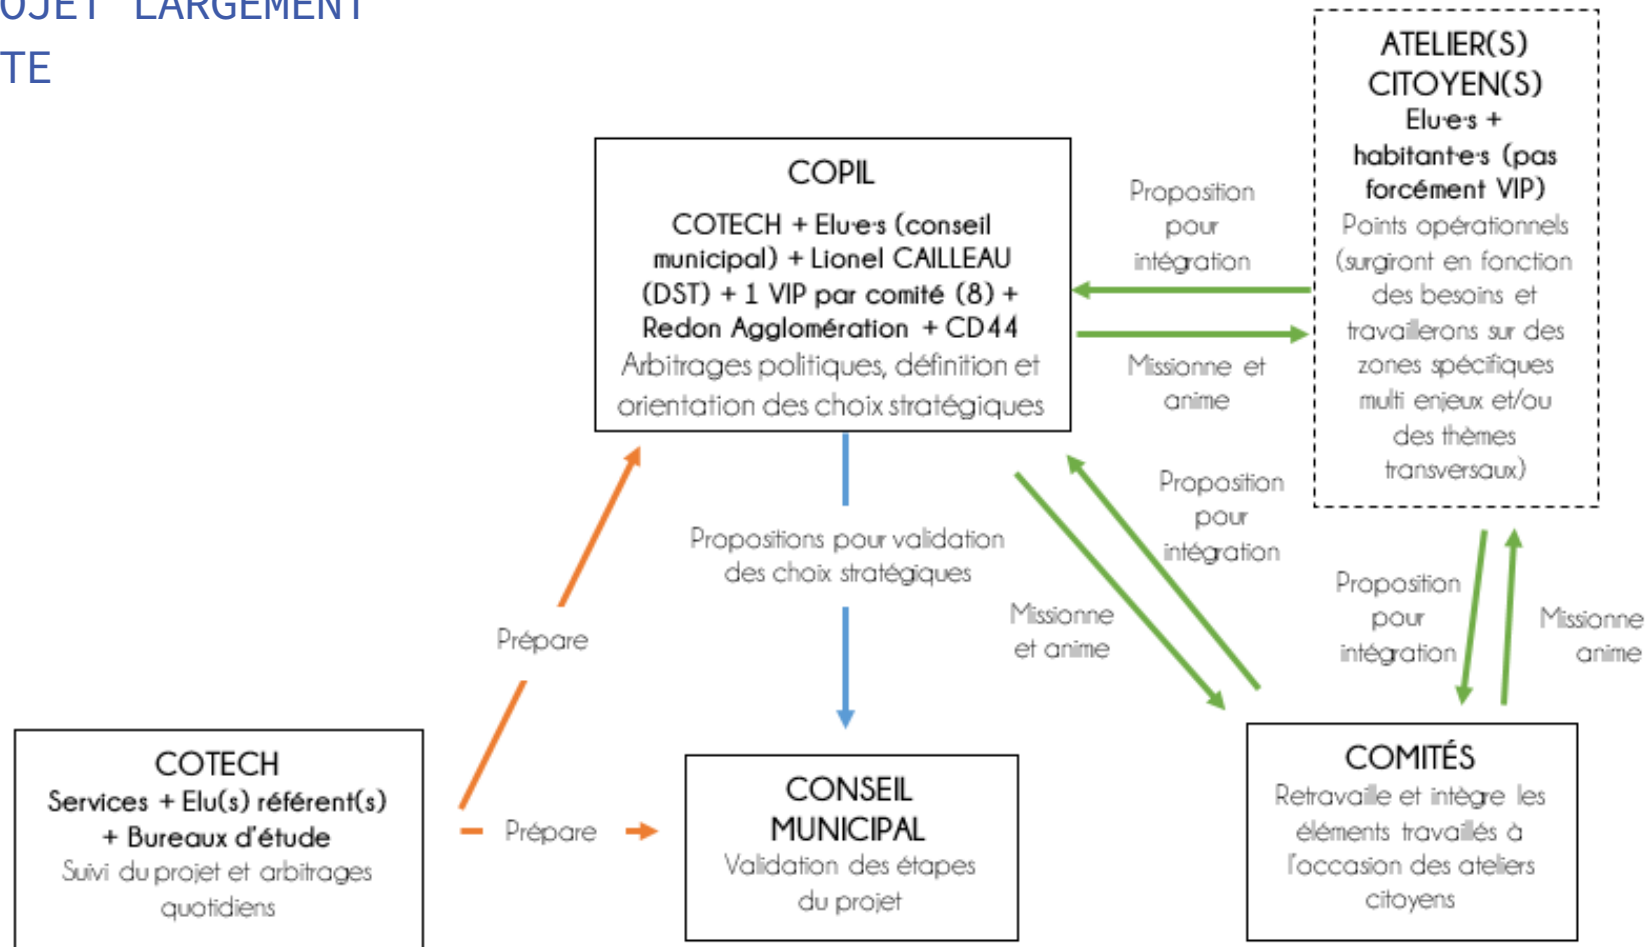 OJET LARGEMENT
TE
ATELIER(S)
CITOYEN(S)
Elu·e·s +
habitant·e·s (pas
forcément VIP)
Points opérationnels
(surgiront en fonction
des besoins et
travaillerons sur des
zones spécifiques
multi enjeux et/ou
des thèmes
transversaux)
COPIL
COTECH + Elu·e·s (conseil
municipal) + Lionel CAILLEAU
(DST) + 1 VIP par comité (8) +
Redon Agglomération + CD44
Arbitrages politiques, définition et
orientation des choix stratégiques
Proposition
pour
intégration
Missionne et
anime
Proposition
pour
intégration
Propositions pour validation
des choix stratégiques
Missionne
et anime
Proposition
pour
intégration
Missionne
anime
Prépare
Prépare
COTECH
Services + Elu(s) référent(s)
+ Bureaux d'étude
Suivi du projet et arbitrages
quotidiens
CONSEIL
MUNICIPAL
Validation des étapes
du projet
COMITÉS
Retravaille et intègre les
éléments travaillés à
l'occasion des ateliers
citoyens